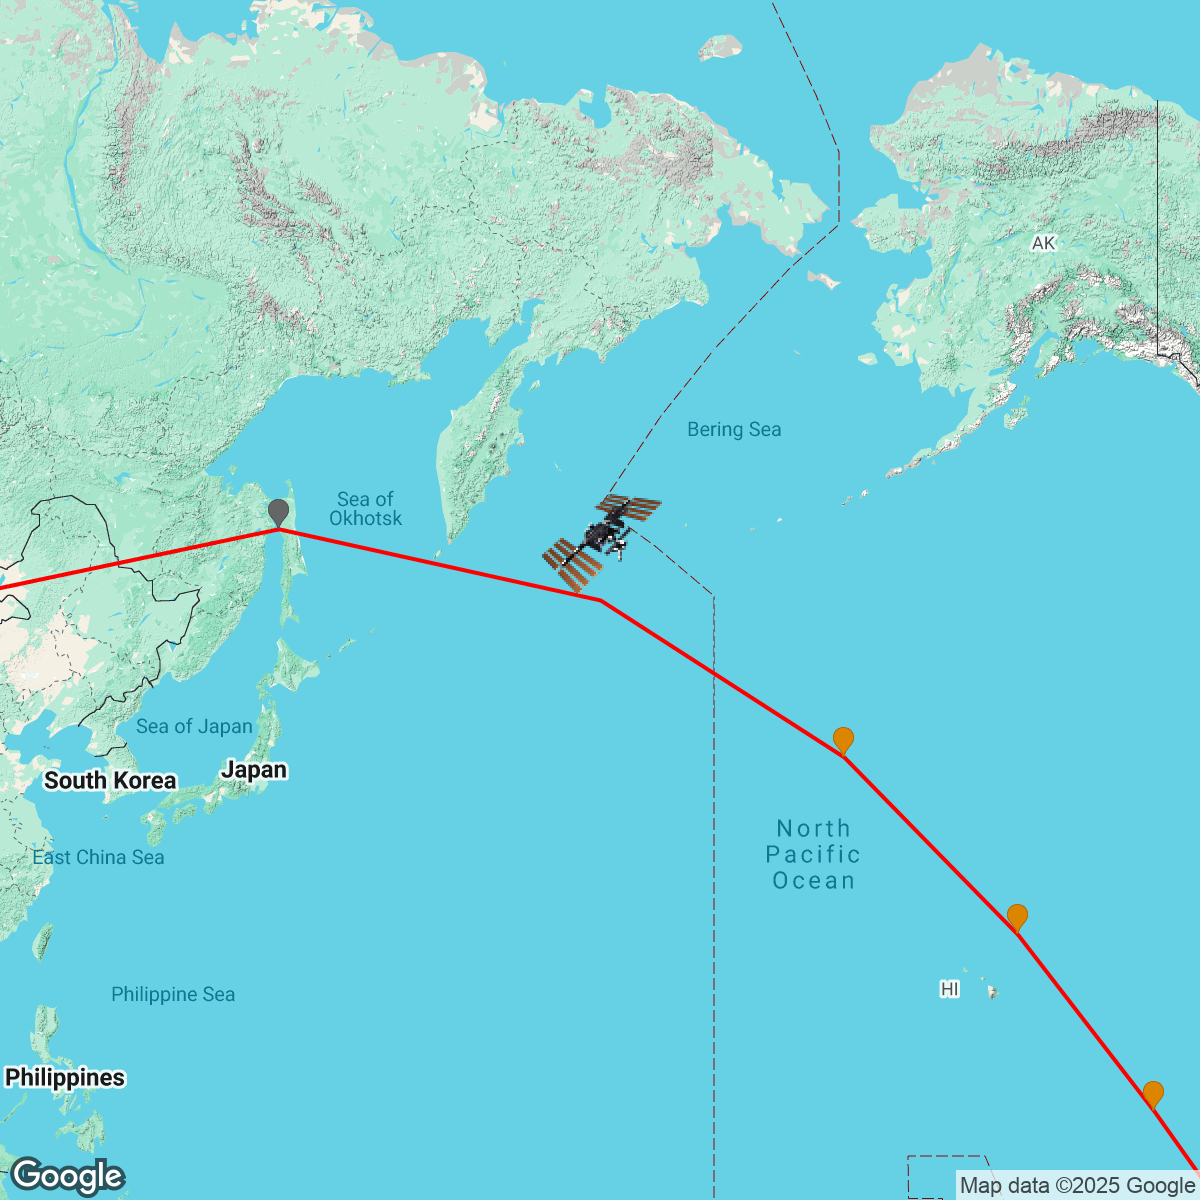 AK
Bering Sea
Sea of
Okhotsk
Sea of Japan
Japan
South Korea
North
Pacific
Ocean
East China Sea
HI
Philippine Sea
Philippines
Google
Map data ©2025 Google